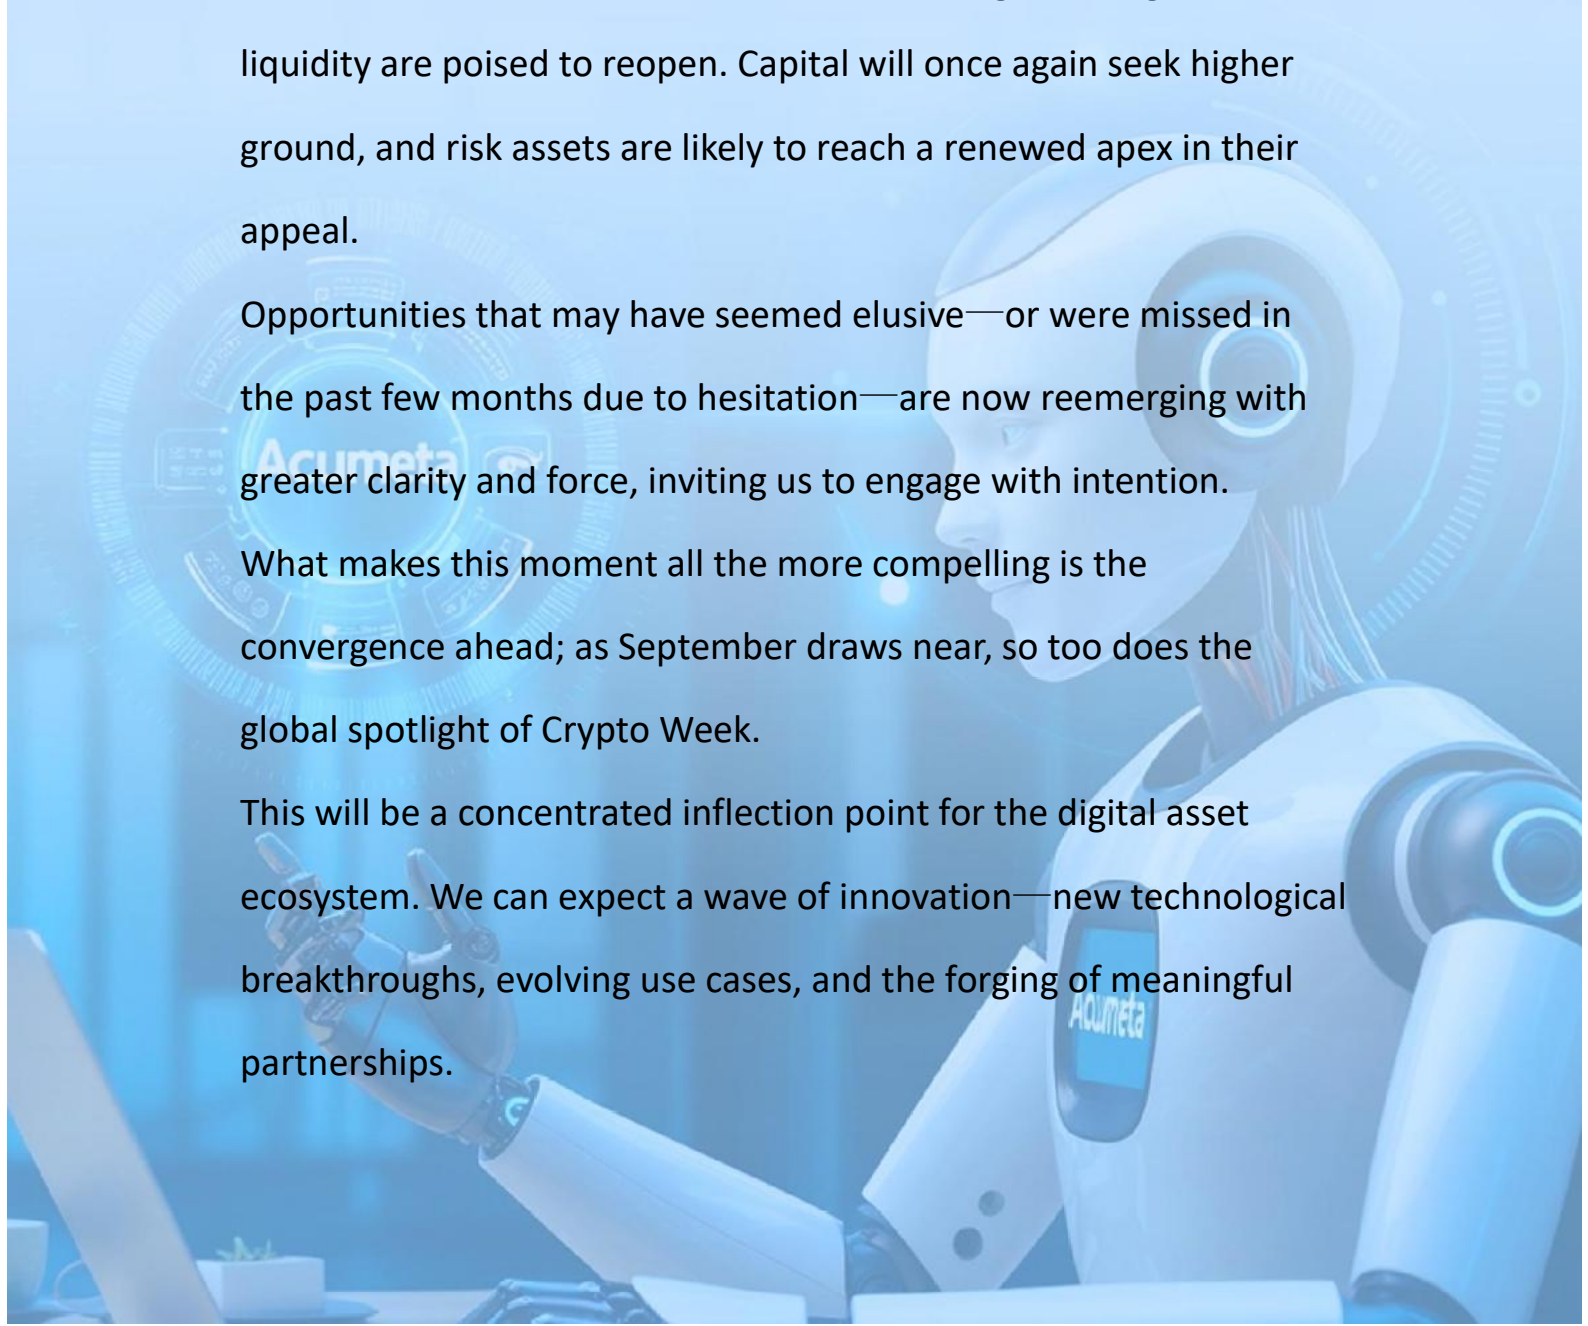 liquidity are poised to reopen. Capital will once again seek higher
ground, and risk assets are likely to reach a renewed apex in their
appeal.
Opportunities that may have seemed elusive—or were missed in
the past few months due to hesitation—are now reemerging with
Acumeta
greater clarity and force, inviting us to engage with intention.
What makes this moment all the more compelling is the
convergence ahead; as September draws near, so too does the
global spotlight of Crypto Week.
This will be a concentrated inflection point for the digital asset
ecosystem. We can expect a wave of innovation—new technological
breakthroughs, evolving use cases, and the forging of meaningful
Acumeta
partnerships.